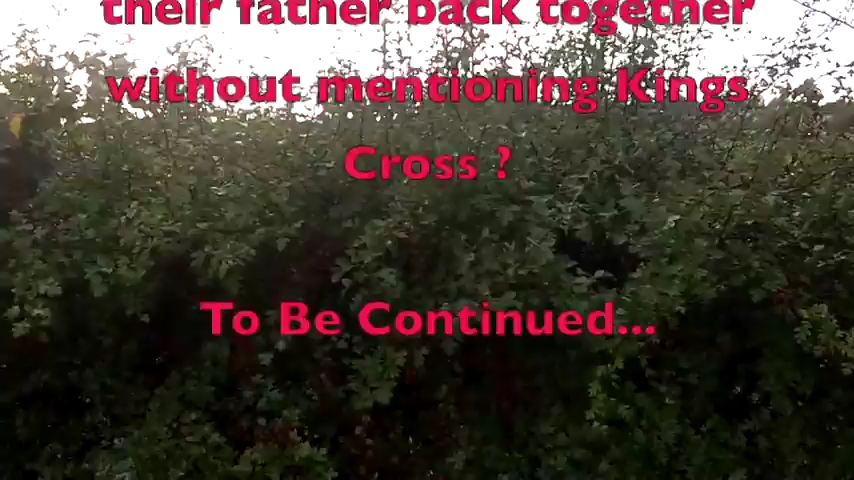 their father back together
without mentioning Kings
Cross ?
To Be Continued...